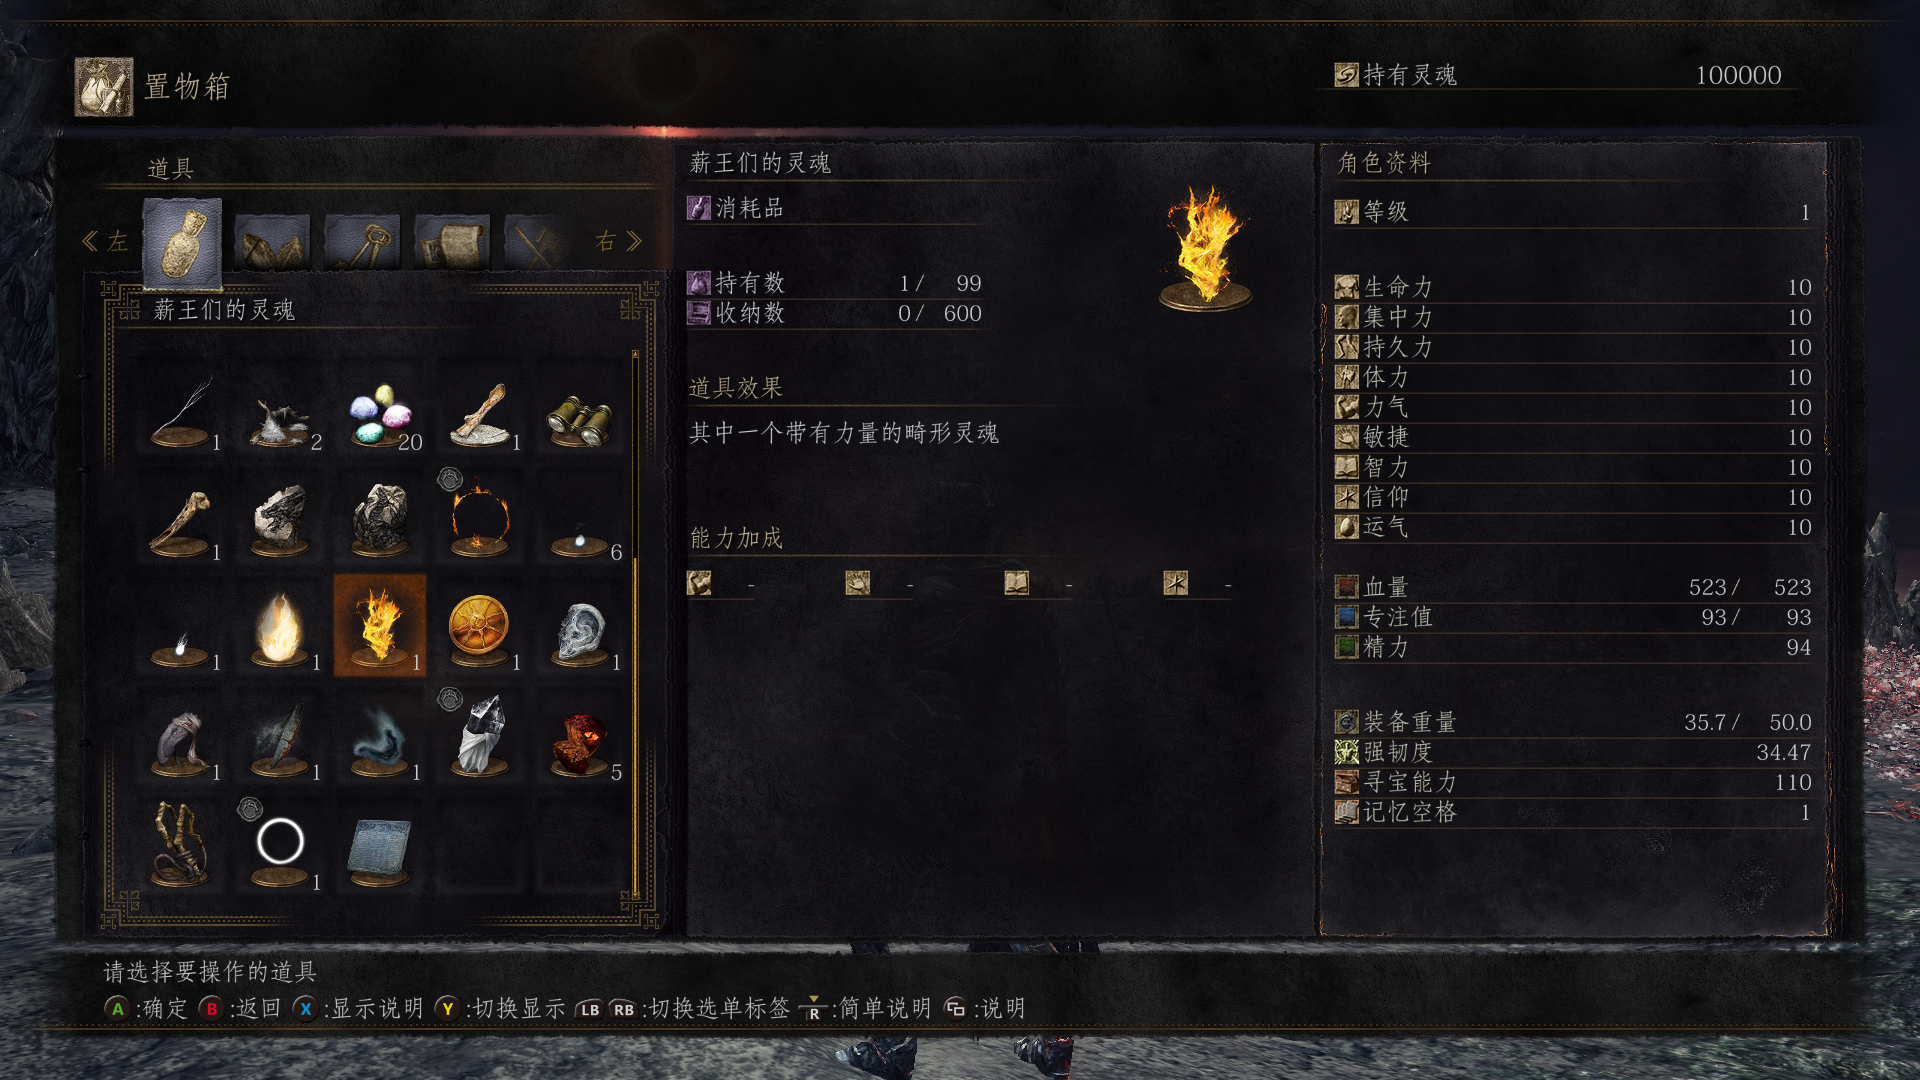 置物箱
持有灵魂 100000
道具
左 右
薪王们的灵魂
1 2 20 1
1 6
1 1 1 1 1
1 1 1 5
1
薪王们的灵魂
消耗品
持有数 1 / 99
收纳数 0 / 600
道具效果
其中一个带有力量的畸形灵魂
能力加成
- - - -
角色资料
等级 1
生命力 10
集中力 10
持久力 10
体力 10
力气 10
敏捷 10
智力 10
信仰 10
运气 10
血量 523 / 523
专注值 93 / 93
精力 94
装备重量 35.7 / 50.0
强韧度 34.47
寻宝能力 110
记忆空格 1
请选择要操作的道具
A :确定 B :返回 X :显示说明 Y :切换显示 LB RB :切换选单标签 R :简单说明 :说明